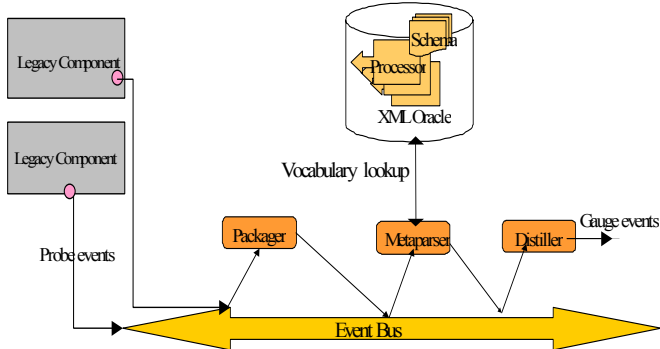 Legacy Component
Schema
Processor
XML Oracle
Legacy Component
Vocabulary lookup
Packager
Metaparser
Distiller
Gauge events
Probe events
Event Bus